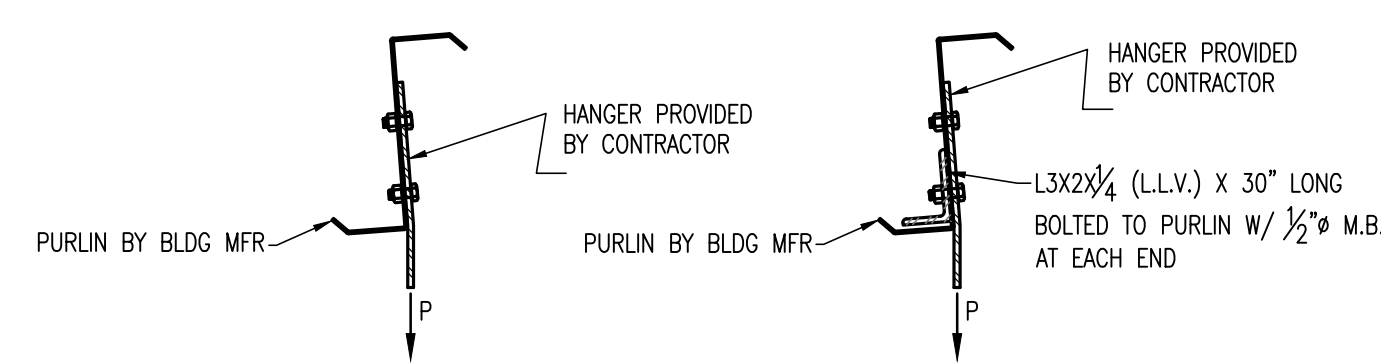 HANGER PROVIDED
BY CONTRACTOR
PURLIN BY BLDG MFR
P
HANGER PROVIDED
BY CONTRACTOR
L3X2X1/4 (L.L.V.) X 30" LONG
BOLTED TO PURLIN W/ 1/2"ø M.B.
AT EACH END
PURLIN BY BLDG MFR
P